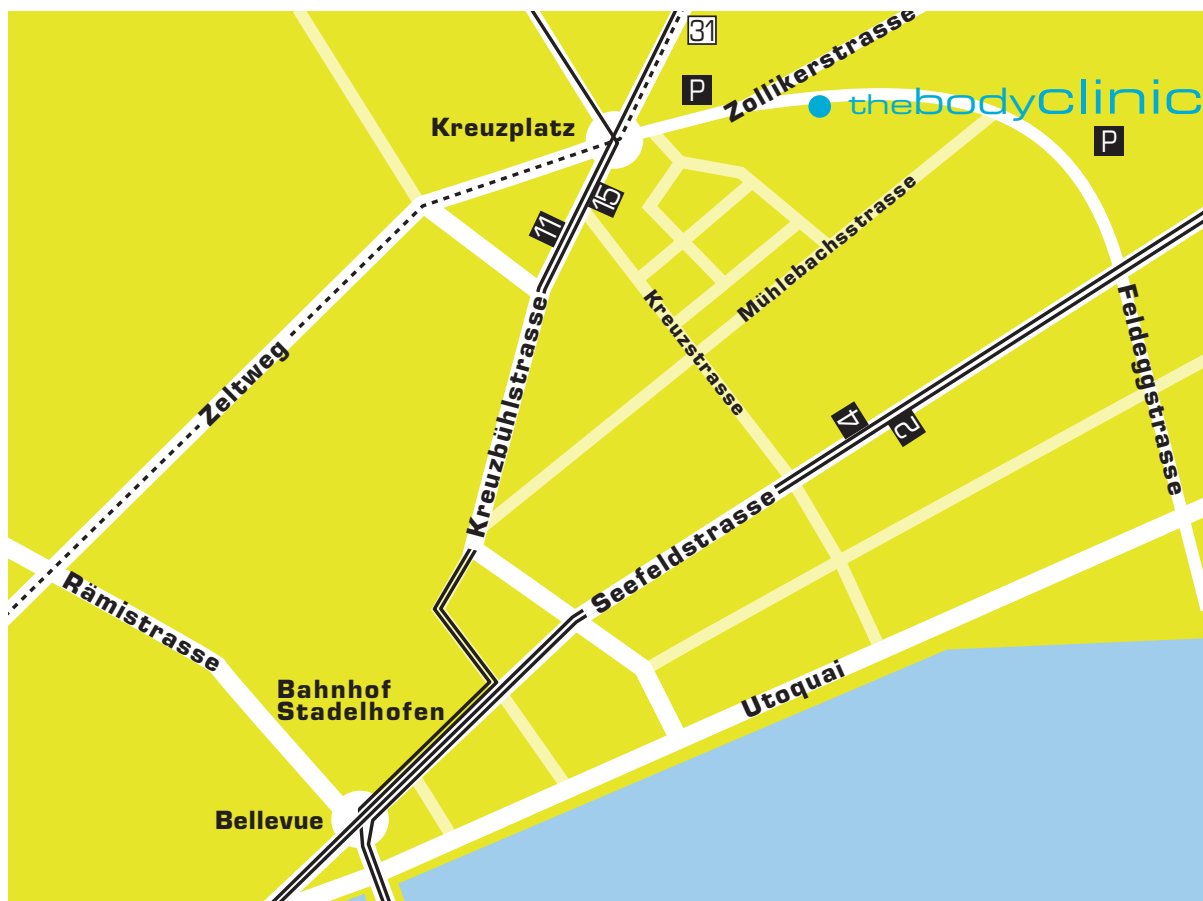 31
P
Zollikerstrasse
thebodyclinic
Kreuzplatz
P
15
11
Mühlebachsstrasse
Kreuzstrasse
Feldeggstrasse
Zeltweg
Kreuzbühlstrasse
4
2
Seefeldstrasse
Rämistrasse
Bahnhof
Stadelhofen
Utoquai
Bellevue